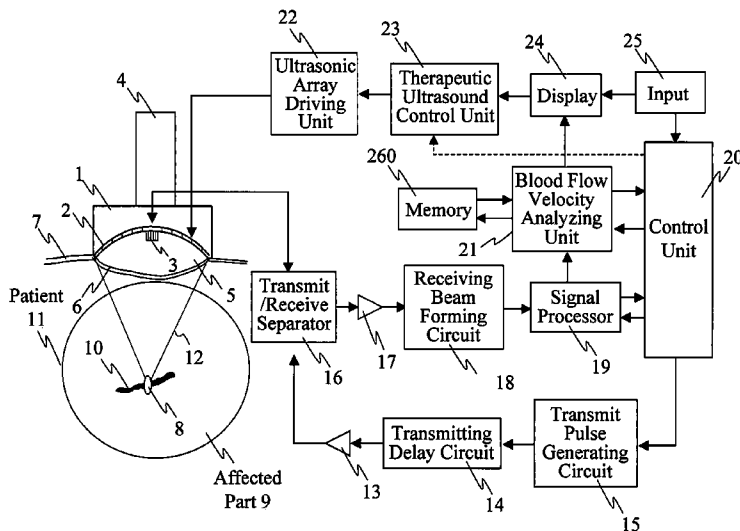 22
23
24
25
4
Ultrasonic
Array
Driving
Unit
Therapeutic
Ultrasound
Control Unit
Display
Input
20
260
1
Memory
Blood Flow
Velocity
Analyzing
Unit
Control
Unit
7
2
3
21
Patient
6
5
Transmit
/Receive
Separator
Receiving
Beam
Forming
Circuit
Signal
Processor
11
10
12
16
17
18
19
8
Transmitting
Delay Circuit
Transmit
Pulse
Generating
Circuit
Affected
Part 9
13
14
15